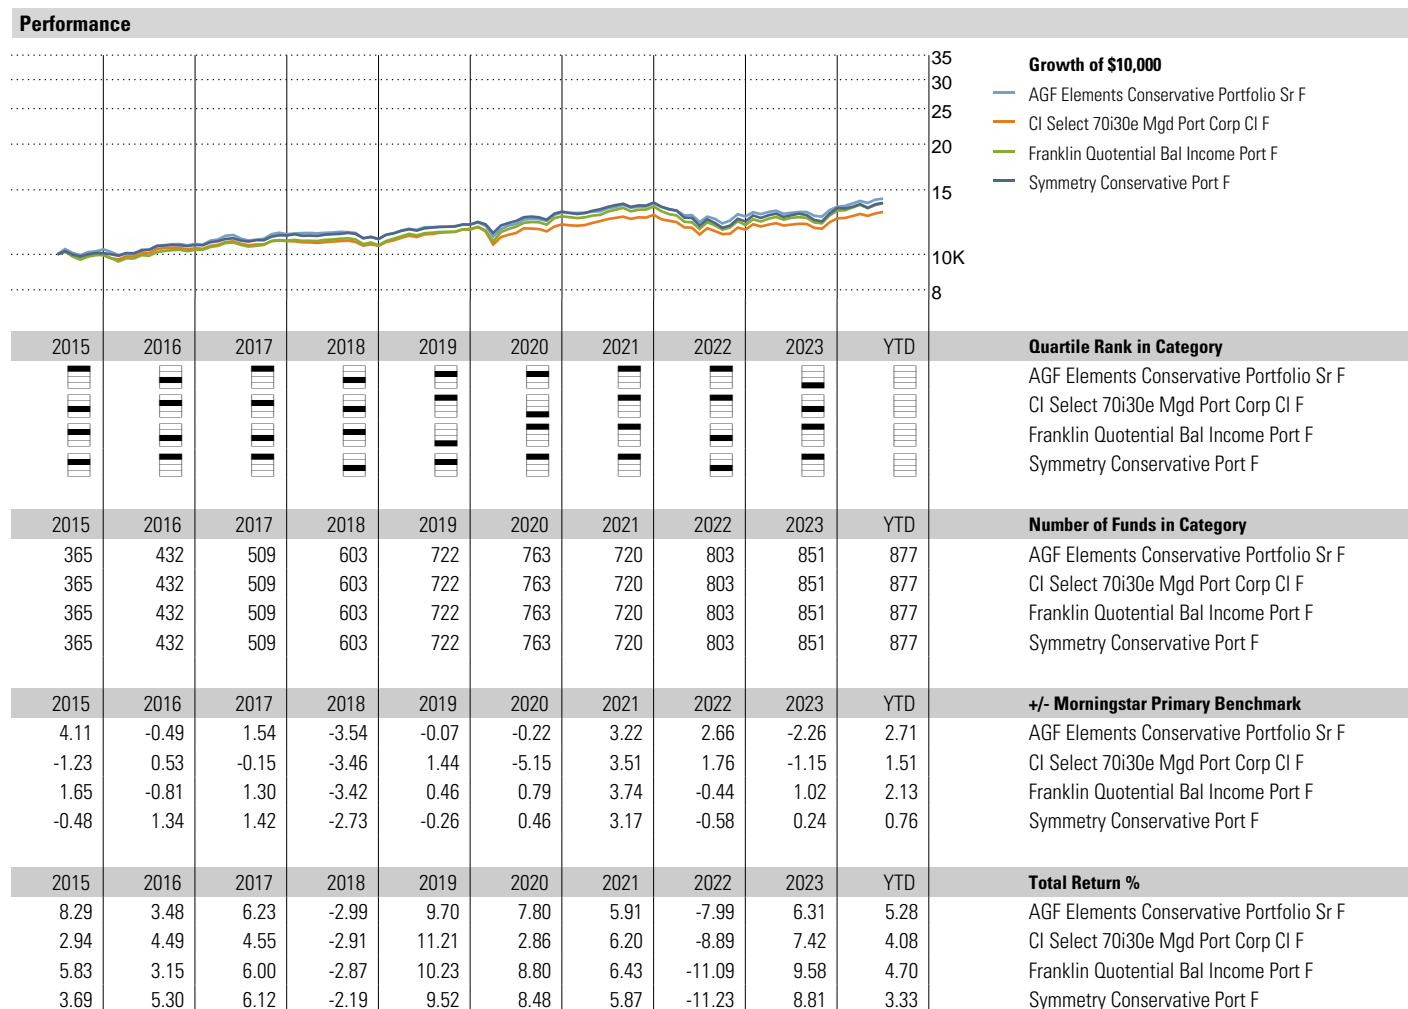 Performance
35
30
25
20
15
10K
8
Growth of $10,000
AGF Elements Conservative Portfolio Sr F
CI Select 70i30e Mgd Port Corp Cl F
Franklin Quotential Bal Income Port F
Symmetry Conservative Port F
2015 2016 2017 2018 2019 2020 2021 2022 2023 YTD Quartile Rank in Category
AGF Elements Conservative Portfolio Sr F
CI Select 70i30e Mgd Port Corp Cl F
Franklin Quotential Bal Income Port F
Symmetry Conservative Port F
2015 2016 2017 2018 2019 2020 2021 2022 2023 YTD Number of Funds in Category
365 432 509 603 722 763 720 803 851 877 AGF Elements Conservative Portfolio Sr F
365 432 509 603 722 763 720 803 851 877 CI Select 70i30e Mgd Port Corp Cl F
365 432 509 603 722 763 720 803 851 877 Franklin Quotential Bal Income Port F
365 432 509 603 722 763 720 803 851 877 Symmetry Conservative Port F
2015 2016 2017 2018 2019 2020 2021 2022 2023 YTD +/- Morningstar Primary Benchmark
4.11 -0.49 1.54 -3.54 -0.07 -0.22 3.22 2.66 -2.26 2.71 AGF Elements Conservative Portfolio Sr F
-1.23 0.53 -0.15 -3.46 1.44 -5.15 3.51 1.76 -1.15 1.51 CI Select 70i30e Mgd Port Corp Cl F
1.65 -0.81 1.30 -3.42 0.46 0.79 3.74 -0.44 1.02 2.13 Franklin Quotential Bal Income Port F
-0.48 1.34 1.42 -2.73 -0.26 0.46 3.17 -0.58 0.24 0.76 Symmetry Conservative Port F
2015 2016 2017 2018 2019 2020 2021 2022 2023 YTD Total Return %
8.29 3.48 6.23 -2.99 9.70 7.80 5.91 -7.99 6.31 5.28 AGF Elements Conservative Portfolio Sr F
2.94 4.49 4.55 -2.91 11.21 2.86 6.20 -8.89 7.42 4.08 CI Select 70i30e Mgd Port Corp Cl F
5.83 3.15 6.00 -2.87 10.23 8.80 6.43 -11.09 9.58 4.70 Franklin Quotential Bal Income Port F
3.69 5.30 6.12 -2.19 9.52 8.48 5.87 -11.23 8.81 3.33 Symmetry Conservative Port F